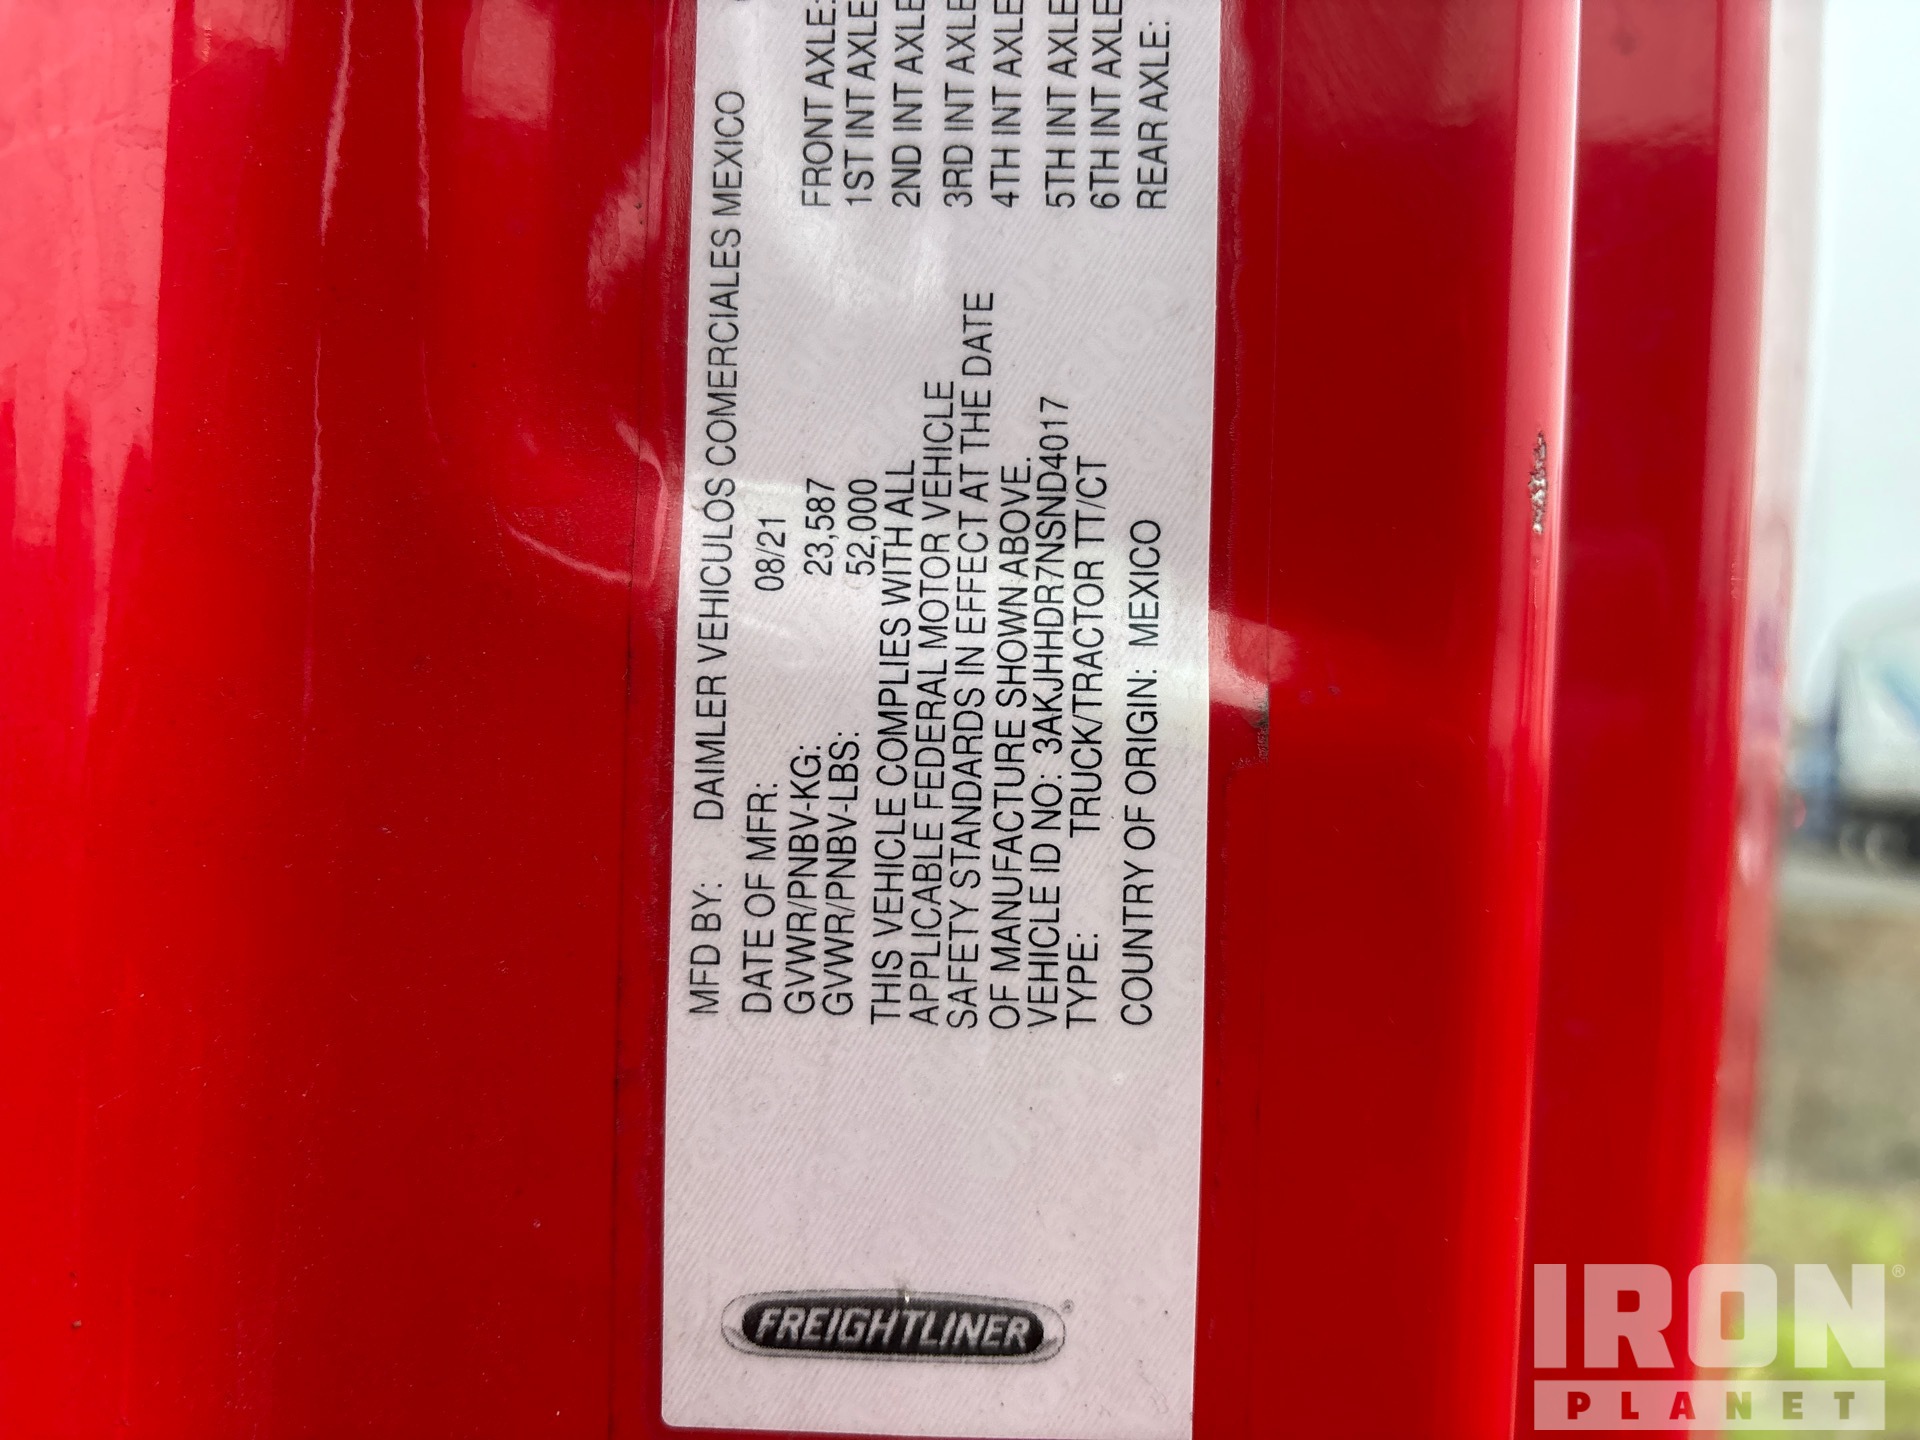 FREIGHTLINER®
MFD BY: DAIMLER VEHICULOS COMERCIALES MEXICO
DATE OF MFR: 08/21
GVWR/PNBV-KG: 23,587
GVWR/PNBV-LBS: 52,000
THIS VEHICLE COMPLIES WITH ALL
APPLICABLE FEDERAL MOTOR VEHICLE
SAFETY STANDARDS IN EFFECT AT THE DATE
OF MANUFACTURE SHOWN ABOVE.
VEHICLE ID NO: 3AKJHHDR7NSND4017
TYPE: TRUCK/TRACTOR TT/CT
COUNTRY OF ORIGIN: MEXICO
FRONT AXLE:
1ST INT AXLE
2ND INT AXLE
3RD INT AXLE
4TH INT AXLE
5TH INT AXLE
6TH INT AXLE
REAR AXLE:
IRON®
PLANET